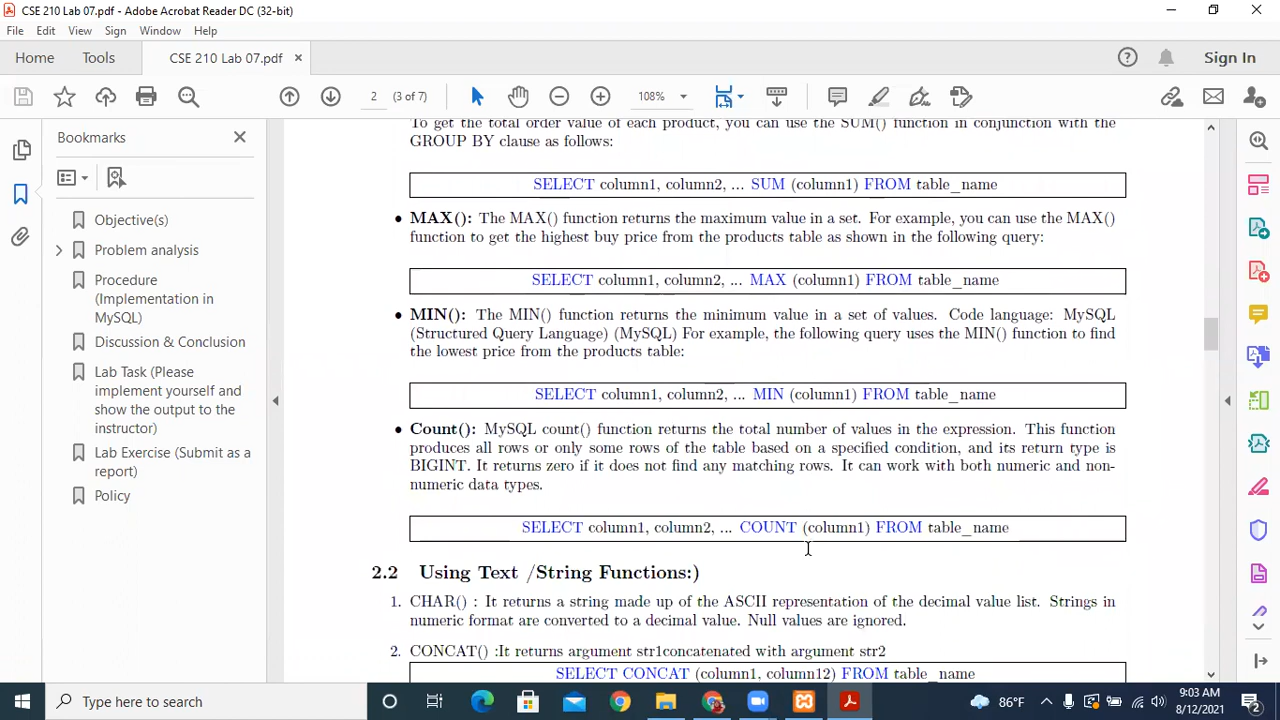 CSE 210 Lab 07.pdf - Adobe Acrobat Reader DC (32-bit)
File Edit View Sign Window Help
Home Tools CSE 210 Lab 07.pdf × Sign In
2 (3 of 7) 108%
Bookmarks
Objective(s)
Problem analysis
Procedure
(Implementation in
MySQL)
Discussion & Conclusion
Lab Task (Please
implement yourself and
show the output to the
instructor)
Lab Exercise (Submit as a
report)
Policy
To get the total order value of each product, you can use the SUM() function in conjunction with the
GROUP BY clause as follows:
SELECT column1, column2, ... SUM (column1) FROM table_name
• MAX(): The MAX() function returns the maximum value in a set. For example, you can use the MAX()
function to get the highest buy price from the products table as shown in the following query:
SELECT column1, column2, ... MAX (column1) FROM table_name
• MIN(): The MIN() function returns the minimum value in a set of values. Code language: MySQL
(Structured Query Language) (MySQL) For example, the following query uses the MIN() function to find
the lowest price from the products table:
SELECT column1, column2, ... MIN (column1) FROM table_name
• Count(): MySQL count() function returns the total number of values in the expression. This function
produces all rows or only some rows of the table based on a specified condition, and its return type is
BIGINT. It returns zero if it does not find any matching rows. It can work with both numeric and non-
numeric data types.
SELECT column1, column2, ... COUNT (column1) FROM table_name
2.2 Using Text /String Functions:)
1. CHAR() : It returns a string made up of the ASCII representation of the decimal value list. Strings in
numeric format are converted to a decimal value. Null values are ignored.
2. CONCAT() :It returns argument str1concatenated with argument str2
SELECT CONCAT (column1, column12) FROM table_name
Type here to search
86°F
9:03 AM
8/12/2021
2